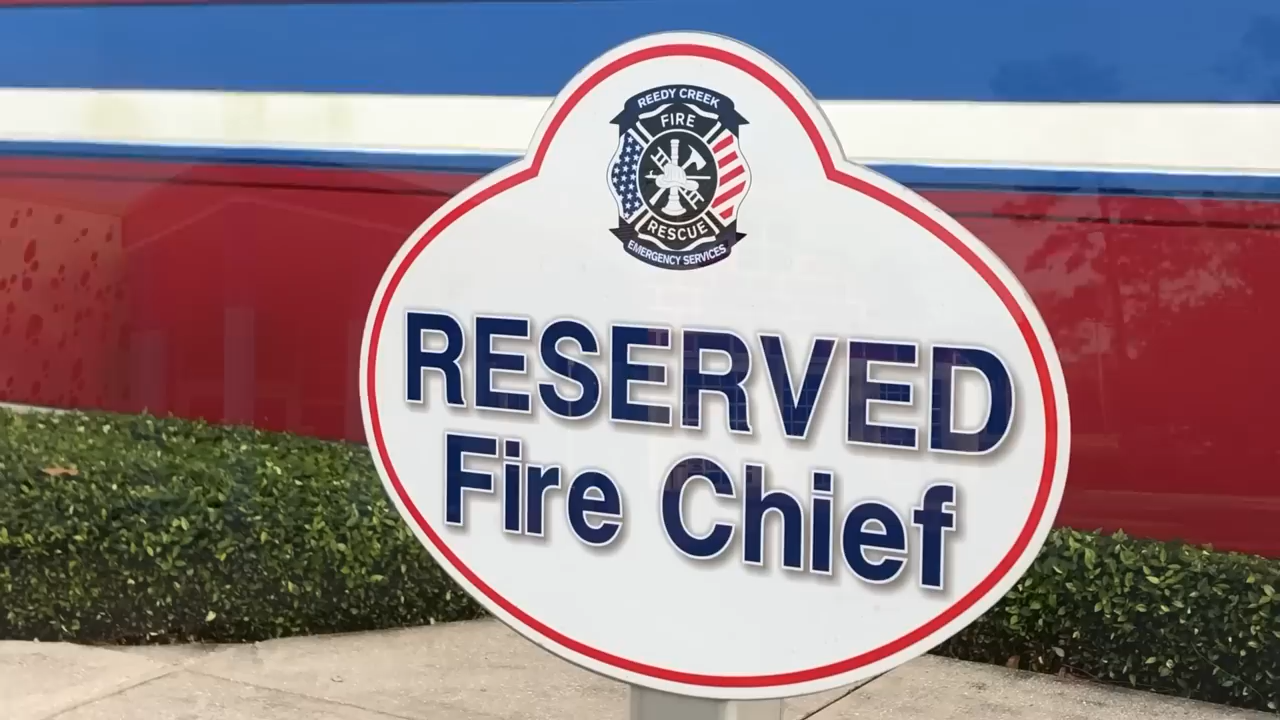 REEDY CREEK
FIRE
RESCUE
EMERGENCY SERVICES
RESERVED
Fire Chief